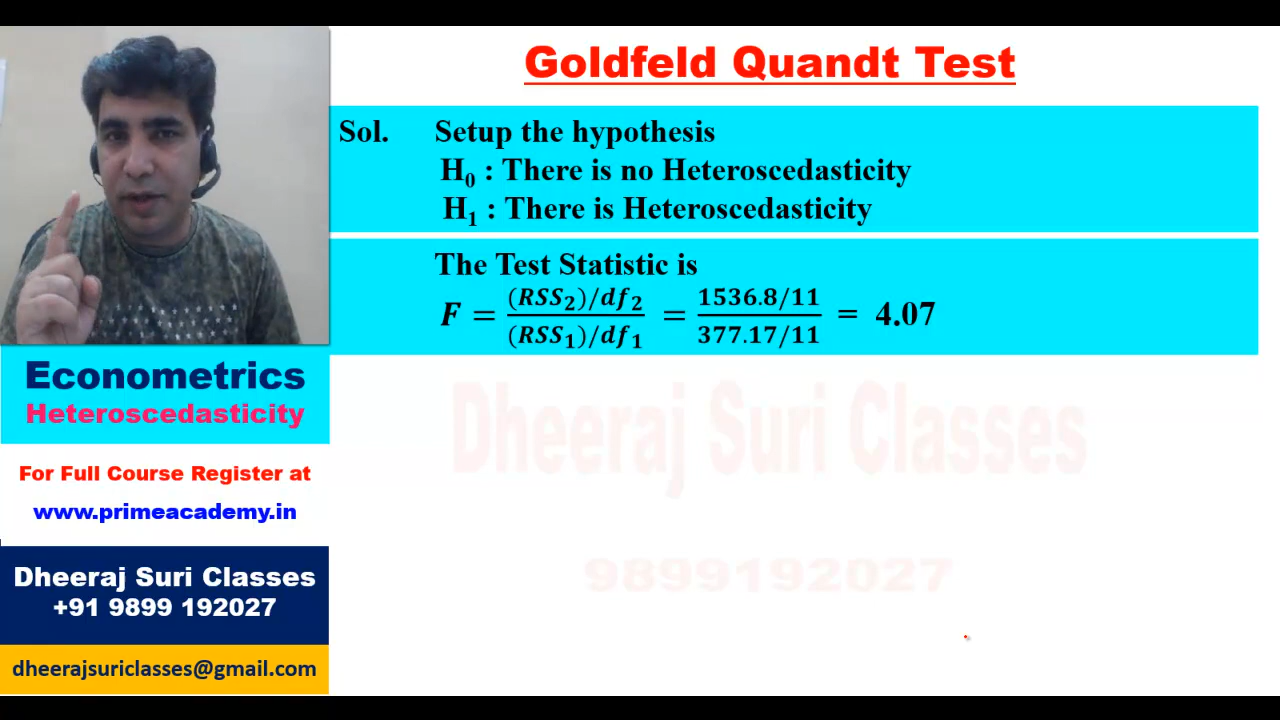 Goldfeld Quandt Test
Sol. Setup the hypothesis
H₀ : There is no Heteroscedasticity
H₁ : There is Heteroscedasticity
The Test Statistic is
F = (RSS₂)/df₂ / (RSS₁)/df₁ = 1536.8/11 / 377.17/11 = 4.07
Econometrics
Heteroscedasticity
For Full Course Register at
www.primeacademy.in
Dheeraj Suri Classes
+91 9899 192027
dheerajsuriclasses@gmail.com
Dheeraj Suri Classes
9899192027